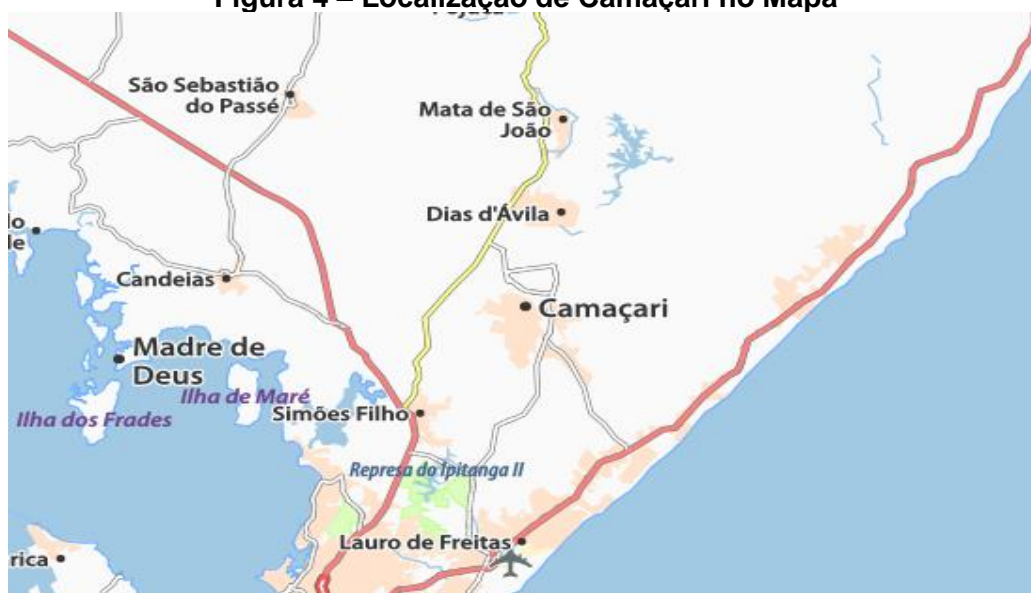 Figura 4 – Localização de Camaçari no Mapa
São Sebastião
do Passé
Mata de São
João
Dias d'Ávila
Candeias
Camaçari
Madre de
Deus
Ilha de Maré
Ilha dos Frades
Simões Filho
Represa do Ipitanga II
Lauro de Freitas